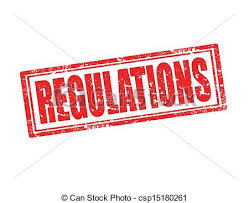 REGULATIONS
© Can Stock Photo - csp15180261